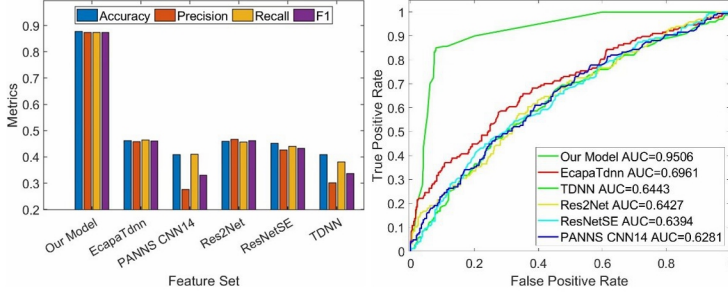 Accuracy Precision Recall F1
0.9
0.8
0.7
0.6
0.5
0.4
0.3
0.2
Metrics
Our Model EcapaTdnn PANNS CNN14 Res2Net ResNetSE TDNN
Feature Set
1
0.9
0.8
0.7
0.6
0.5
0.4
0.3
0.2
0.1
0
True Positive Rate
Our Model AUC=0.9506
EcapaTdnn AUC=0.6961
TDNN AUC=0.6443
Res2Net AUC=0.6427
ResNetSE AUC=0.6394
PANNS CNN14 AUC=0.6281
0 0.2 0.4 0.6 0.8
False Positive Rate